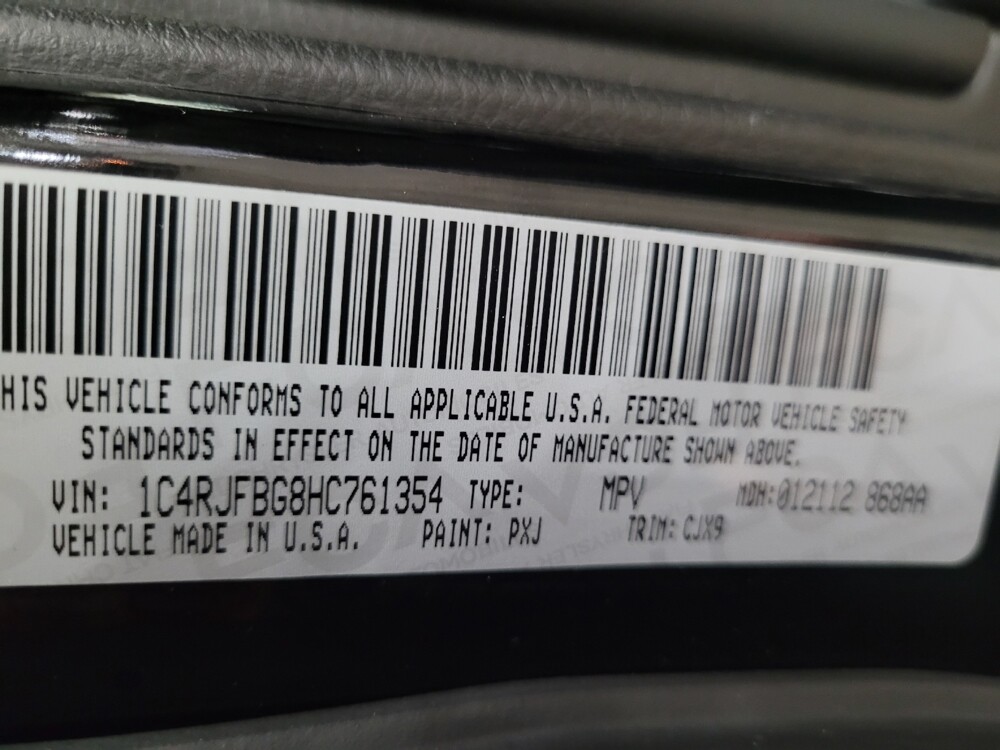 HIS VEHICLE CONFORMS TO ALL APPLICABLE U.S.A. FEDERAL MOTOR VEHICLE SAFETY
STANDARDS IN EFFECT ON THE DATE OF MANUFACTURE SHOWN ABOVE.
VIN: 1C4RJFBG8HC761354 TYPE: MPV MDH:012112 868AA
VEHICLE MADE IN U.S.A. PAINT: PXJ TRIM: CJX9